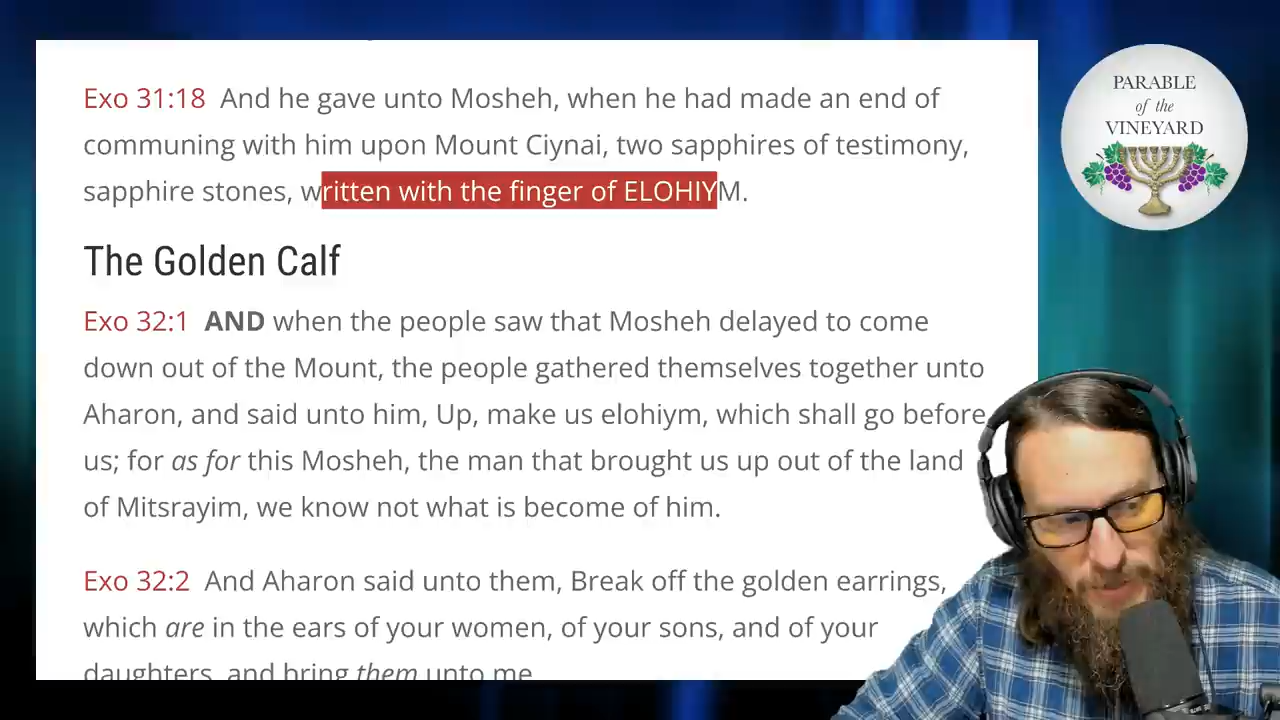 Exo 31:18 And he gave unto Mosheh, when he had made an end of
communing with him upon Mount Ciynai, two sapphires of testimony,
sapphire stones, written with the finger of ELOHIYM.
The Golden Calf
Exo 32:1 AND when the people saw that Mosheh delayed to come
down out of the Mount, the people gathered themselves together unto
Aharon, and said unto him, Up, make us elohiym, which shall go before
us; for as for this Mosheh, the man that brought us up out of the land
of Mitsrayim, we know not what is become of him.
Exo 32:2 And Aharon said unto them, Break off the golden earrings,
which are in the ears of your women, of your sons, and of your
daughters, and bring them unto me
PARABLE
of the
VINEYARD